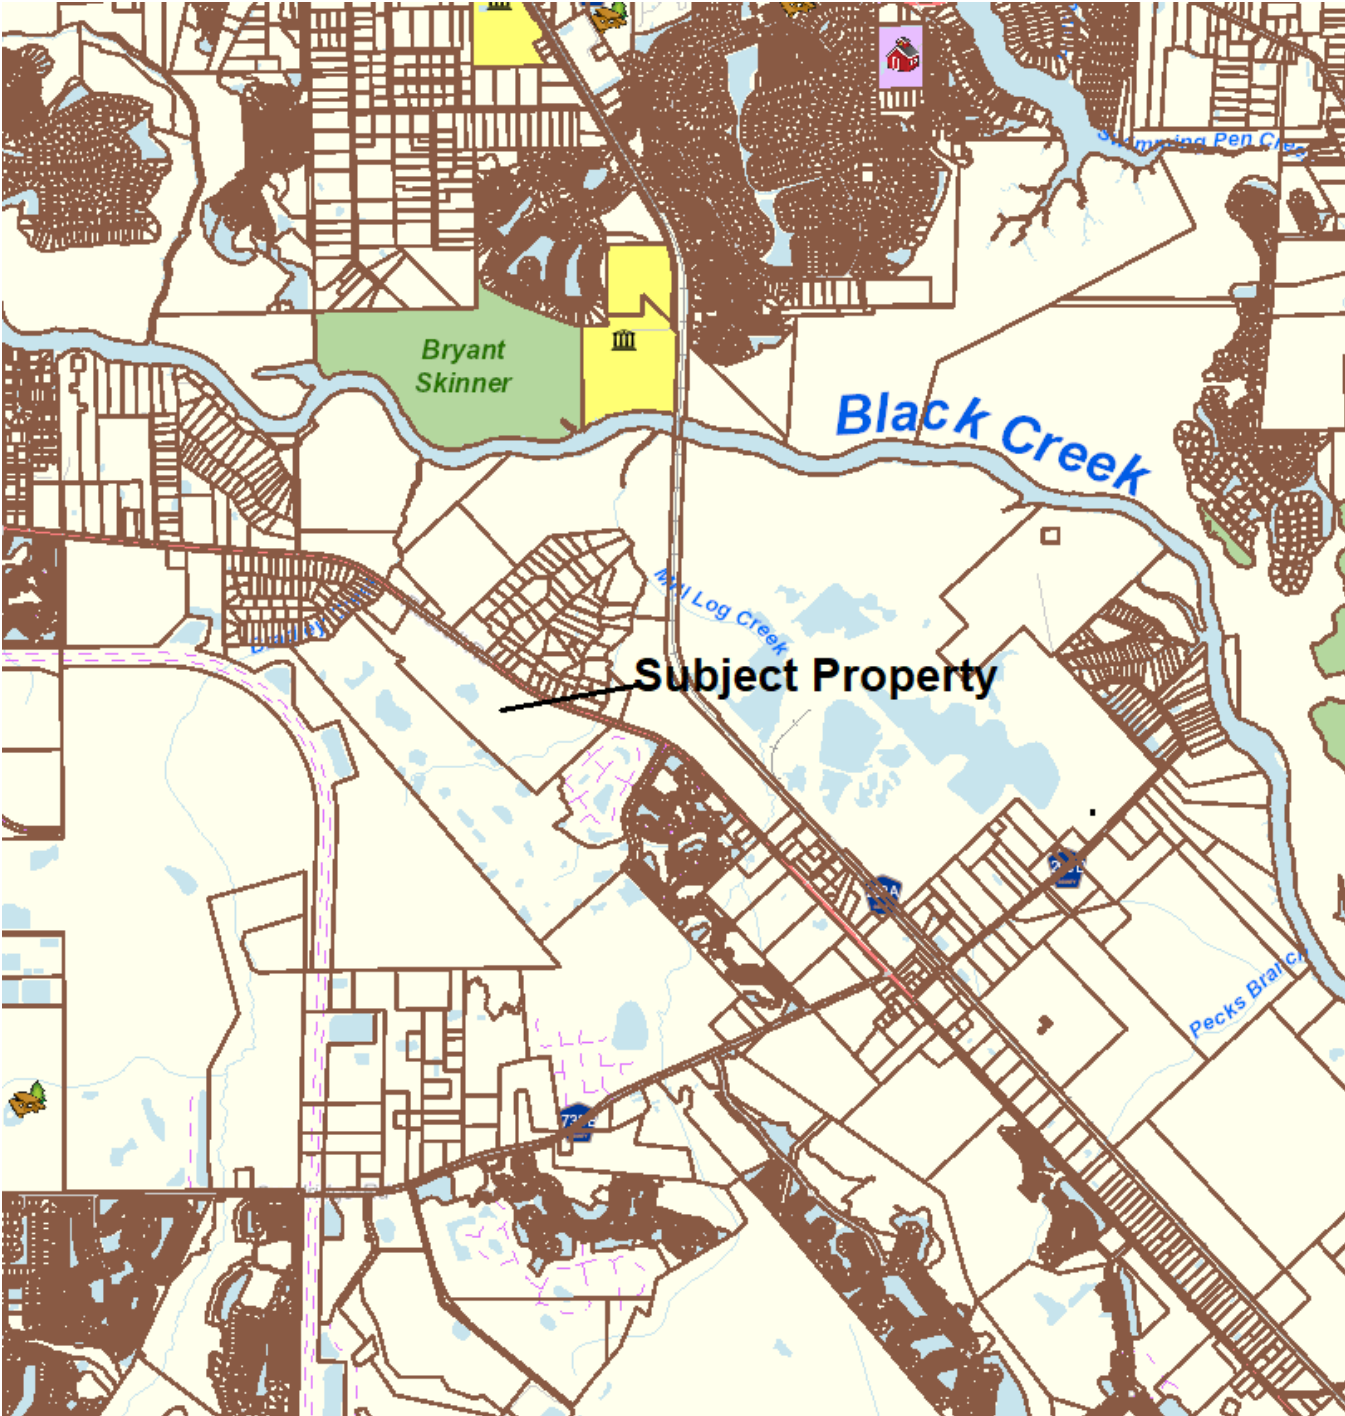 Swimming Pen Creek
Bryant
Skinner
Black Creek
Mill Log Creek
Subject Property
Pecks Branch